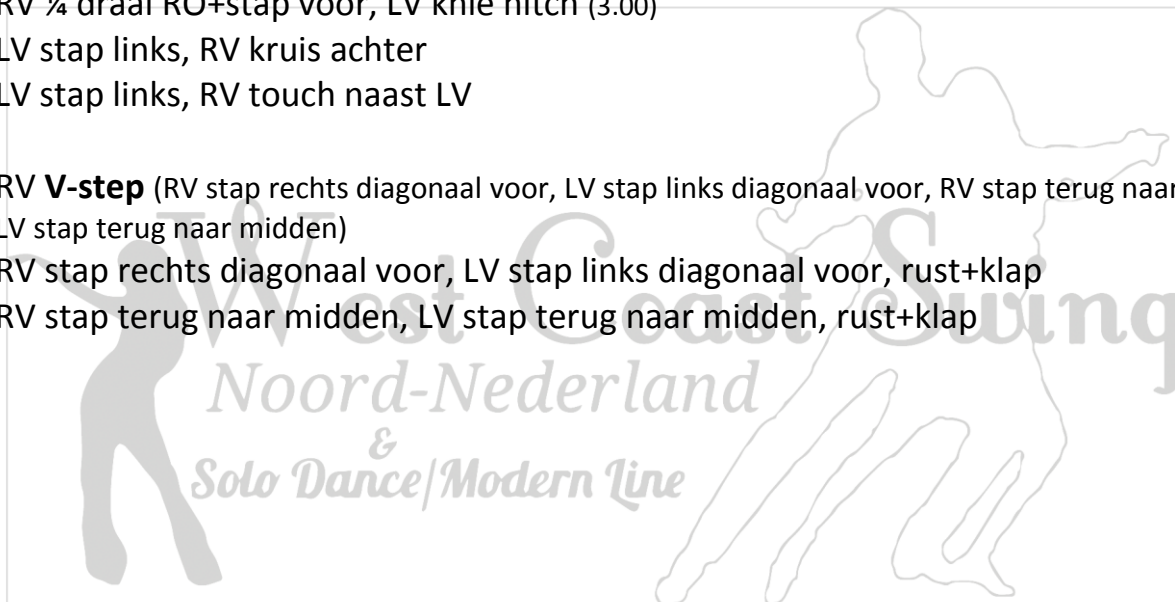 RV ¼ draai RO+stap voor, LV knie hitch (3.00)
LV stap links, RV kruis achter
LV stap links, RV touch naast LV
RV V-step (RV stap rechts diagonaal voor, LV stap links diagonaal voor, RV stap terug naar
LV stap terug naar midden)
RV stap rechts diagonaal voor, LV stap links diagonaal voor, rust+klap
RV stap terug naar midden, LV stap terug naar midden, rust+klap
West Coast Swing
Noord-Nederland
&
Solo Dance/Modern Line